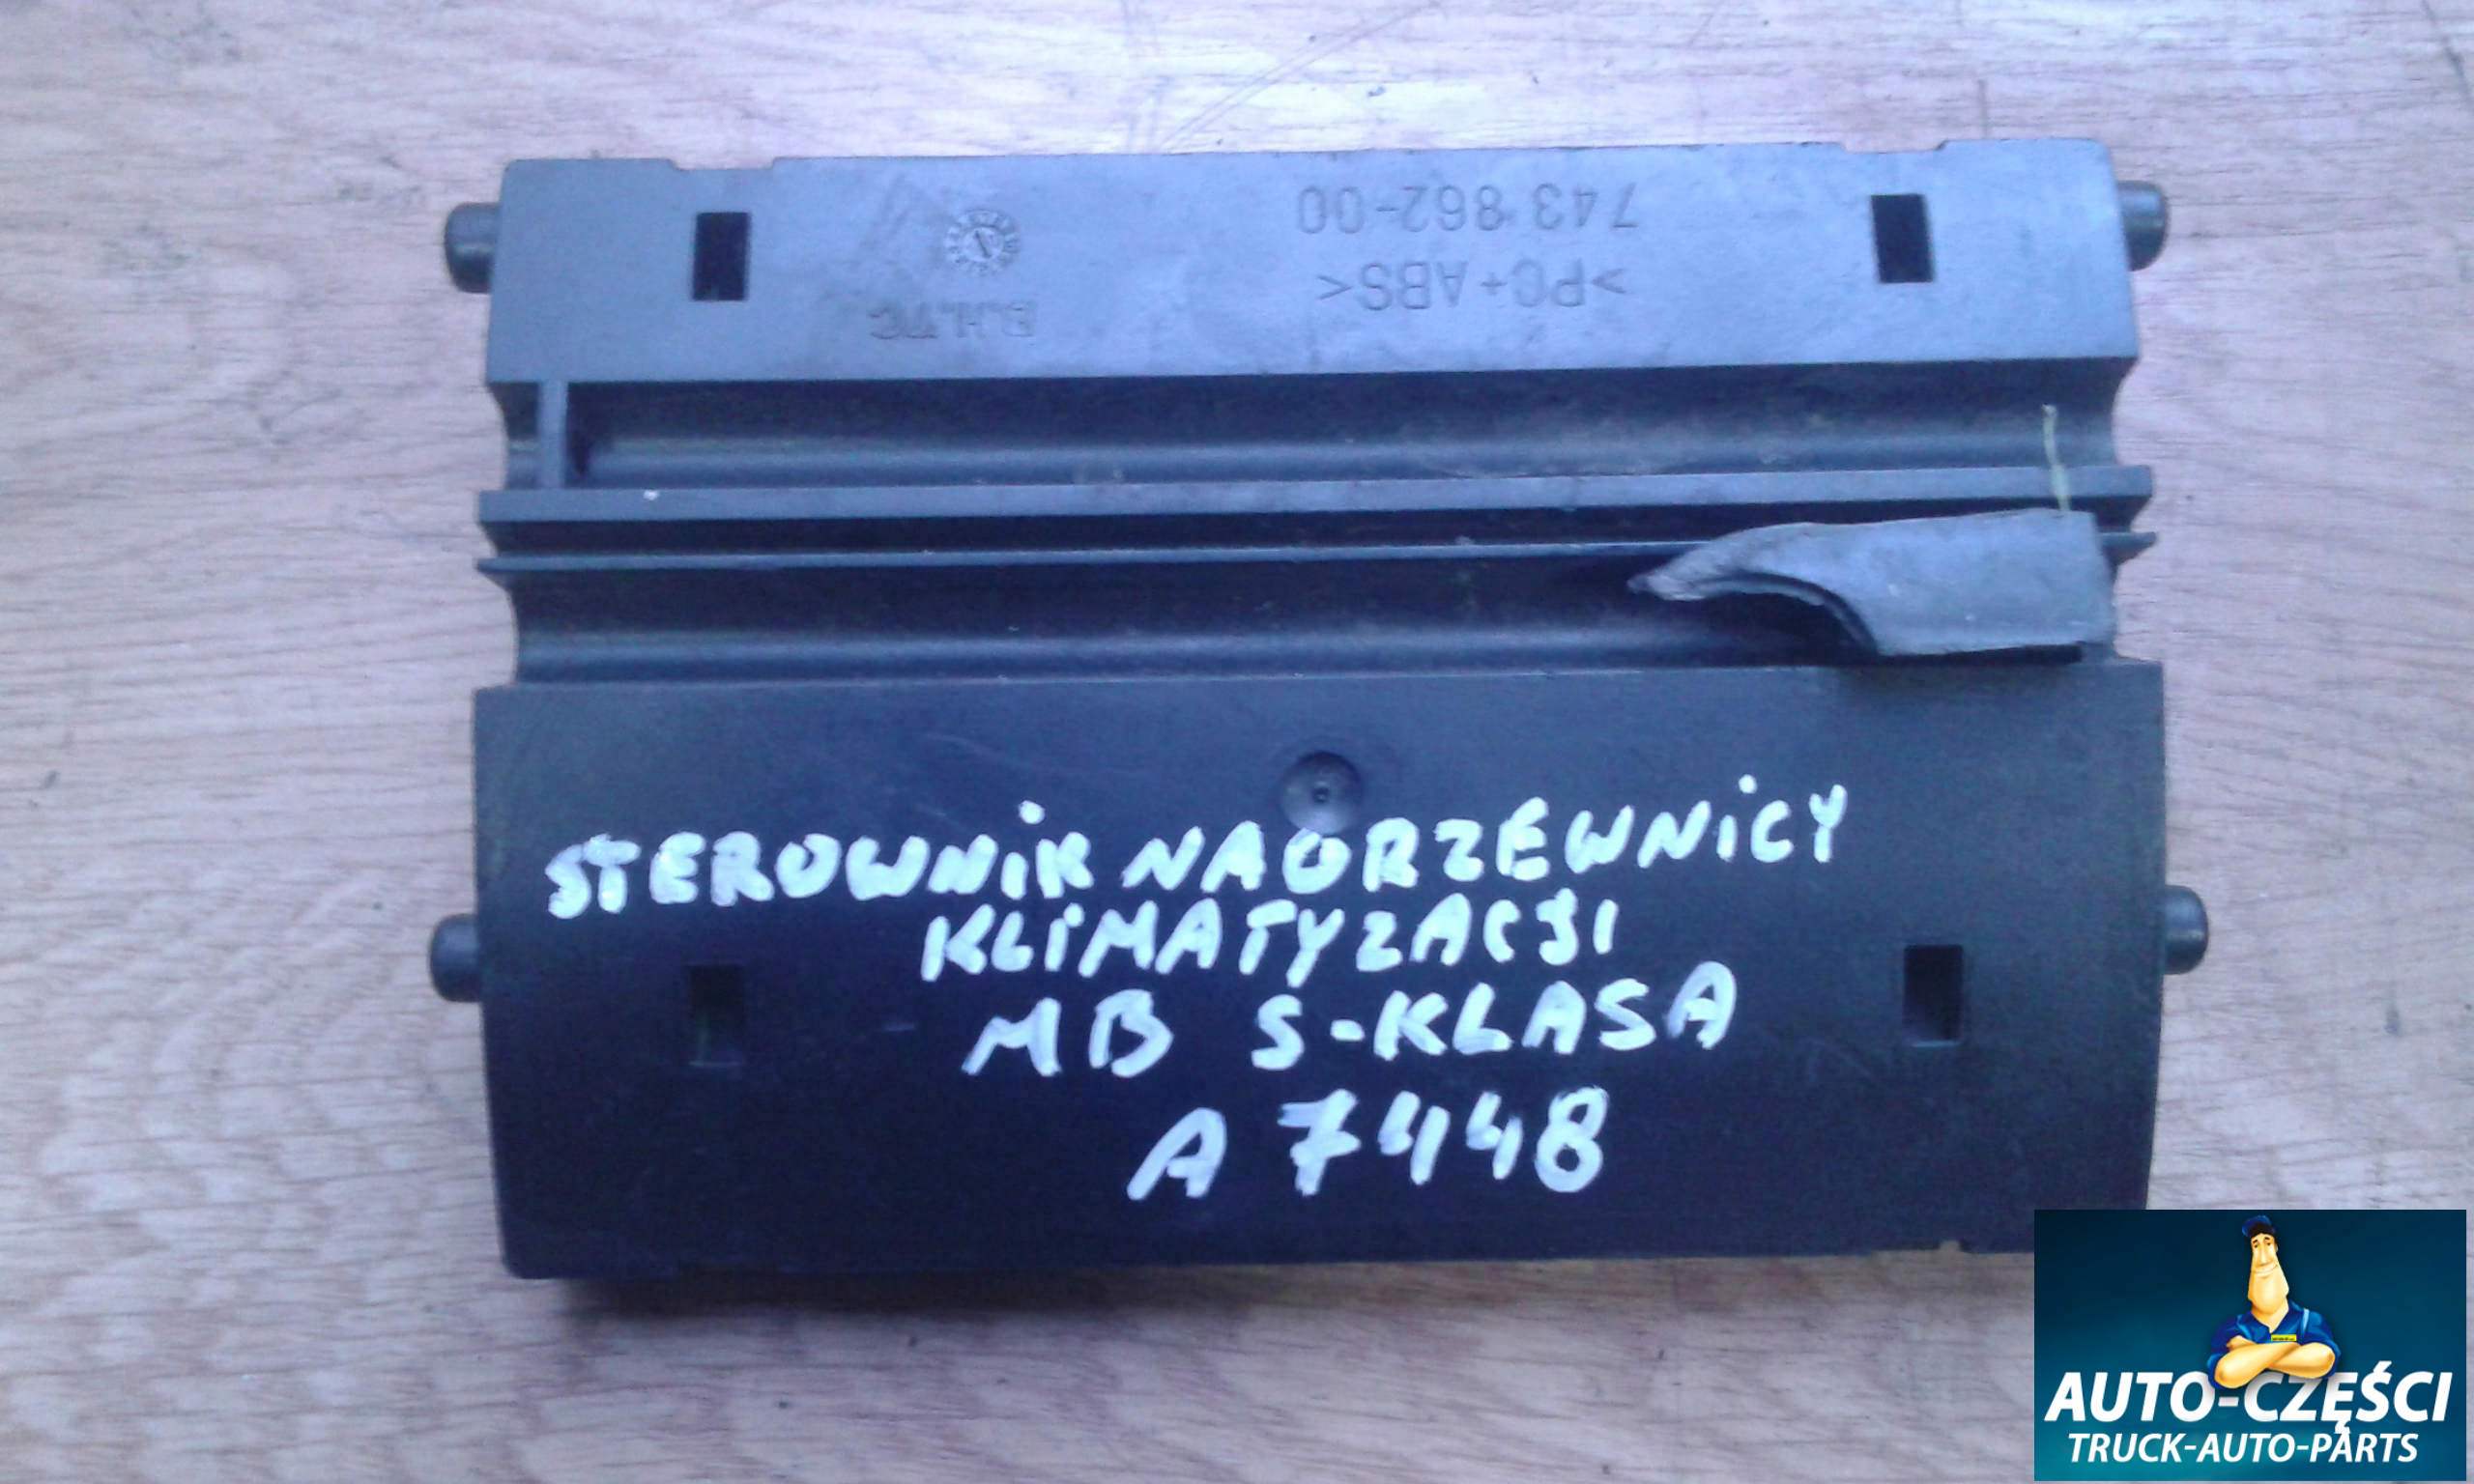 743 862-00
>PC+ABS<
B.H.T.C
STEROWNIK NAGRZEWNICY
KLIMATYZACJI
MB S-KLASA
A 7448
AUTO-CZĘŚCI
TRUCK-AUTO-PARTS